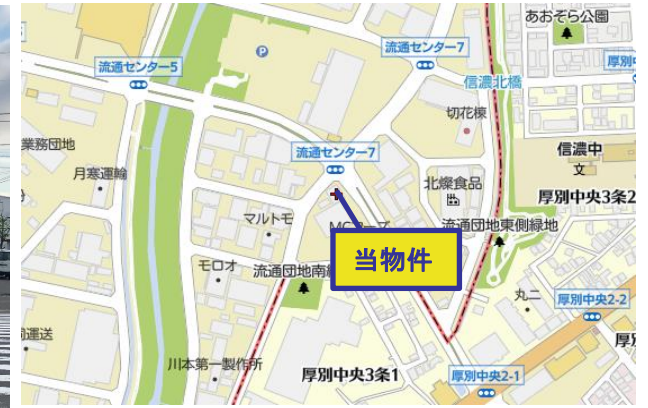 あおぞら公園
流通センター7
P
流通センター5
厚別
信濃北橋
切花棟
業務団地
信濃中
文
流通センター7
月寒運輸
北燦食品
厚別中央3条2
マルトモ
流通団地東側緑地
当物件
モロオ
流通団地南
丸二
厚別中央2-2
運送
厚
川本第一製作所
厚別中央3条1
厚別中央2-1